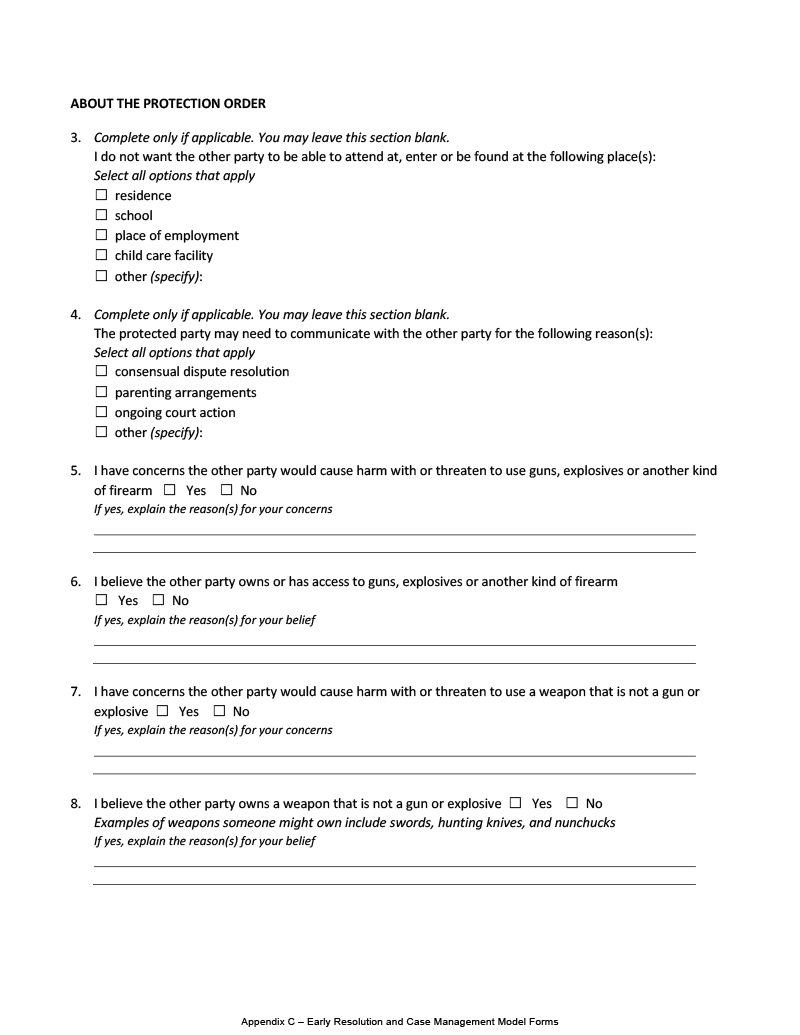 ABOUT THE PROTECTION ORDER
3. Complete only if applicable. You may leave this section blank.
I do not want the other party to be able to attend at, enter or be found at the following place(s):
Select all options that apply
☐ residence
☐ school
☐ place of employment
☐ child care facility
☐ other (specify):
4. Complete only if applicable. You may leave this section blank.
The protected party may need to communicate with the other party for the following reason(s):
Select all options that apply
☐ consensual dispute resolution
☐ parenting arrangements
☐ ongoing court action
☐ other (specify):
5. I have concerns the other party would cause harm with or threaten to use guns, explosives or another kind
of firearm ☐ Yes ☐ No
If yes, explain the reason(s) for your concerns
6. I believe the other party owns or has access to guns, explosives or another kind of firearm
☐ Yes ☐ No
If yes, explain the reason(s) for your belief
7. I have concerns the other party would cause harm with or threaten to use a weapon that is not a gun or
explosive ☐ Yes ☐ No
If yes, explain the reason(s) for your concerns
8. I believe the other party owns a weapon that is not a gun or explosive ☐ Yes ☐ No
Examples of weapons someone might own include swords, hunting knives, and nunchucks
If yes, explain the reason(s) for your belief
Appendix C – Early Resolution and Case Management Model Forms